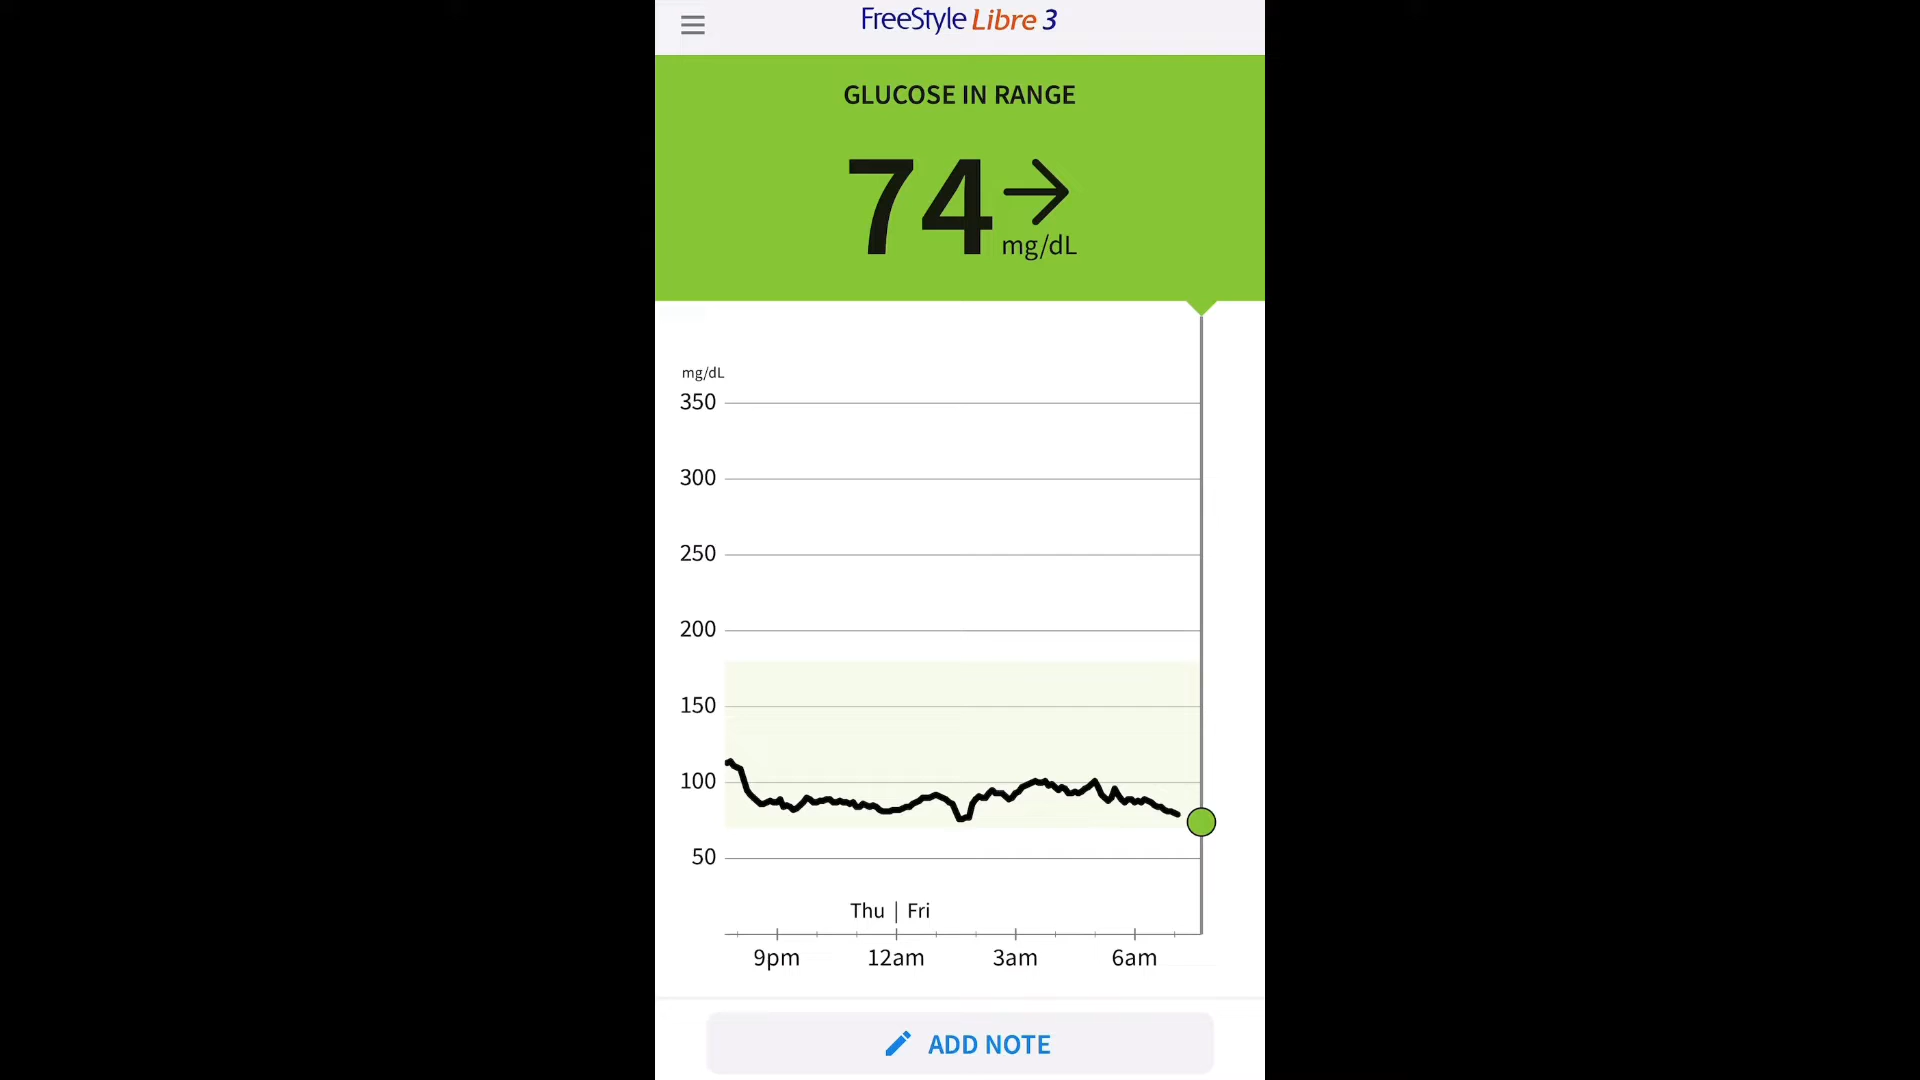 FreeStyle Libre 3
GLUCOSE IN RANGE
74
mg/dL
mg/dL
350
300
250
200
150
100
50
Thu | Fri
9pm 12am 3am 6am
ADD NOTE